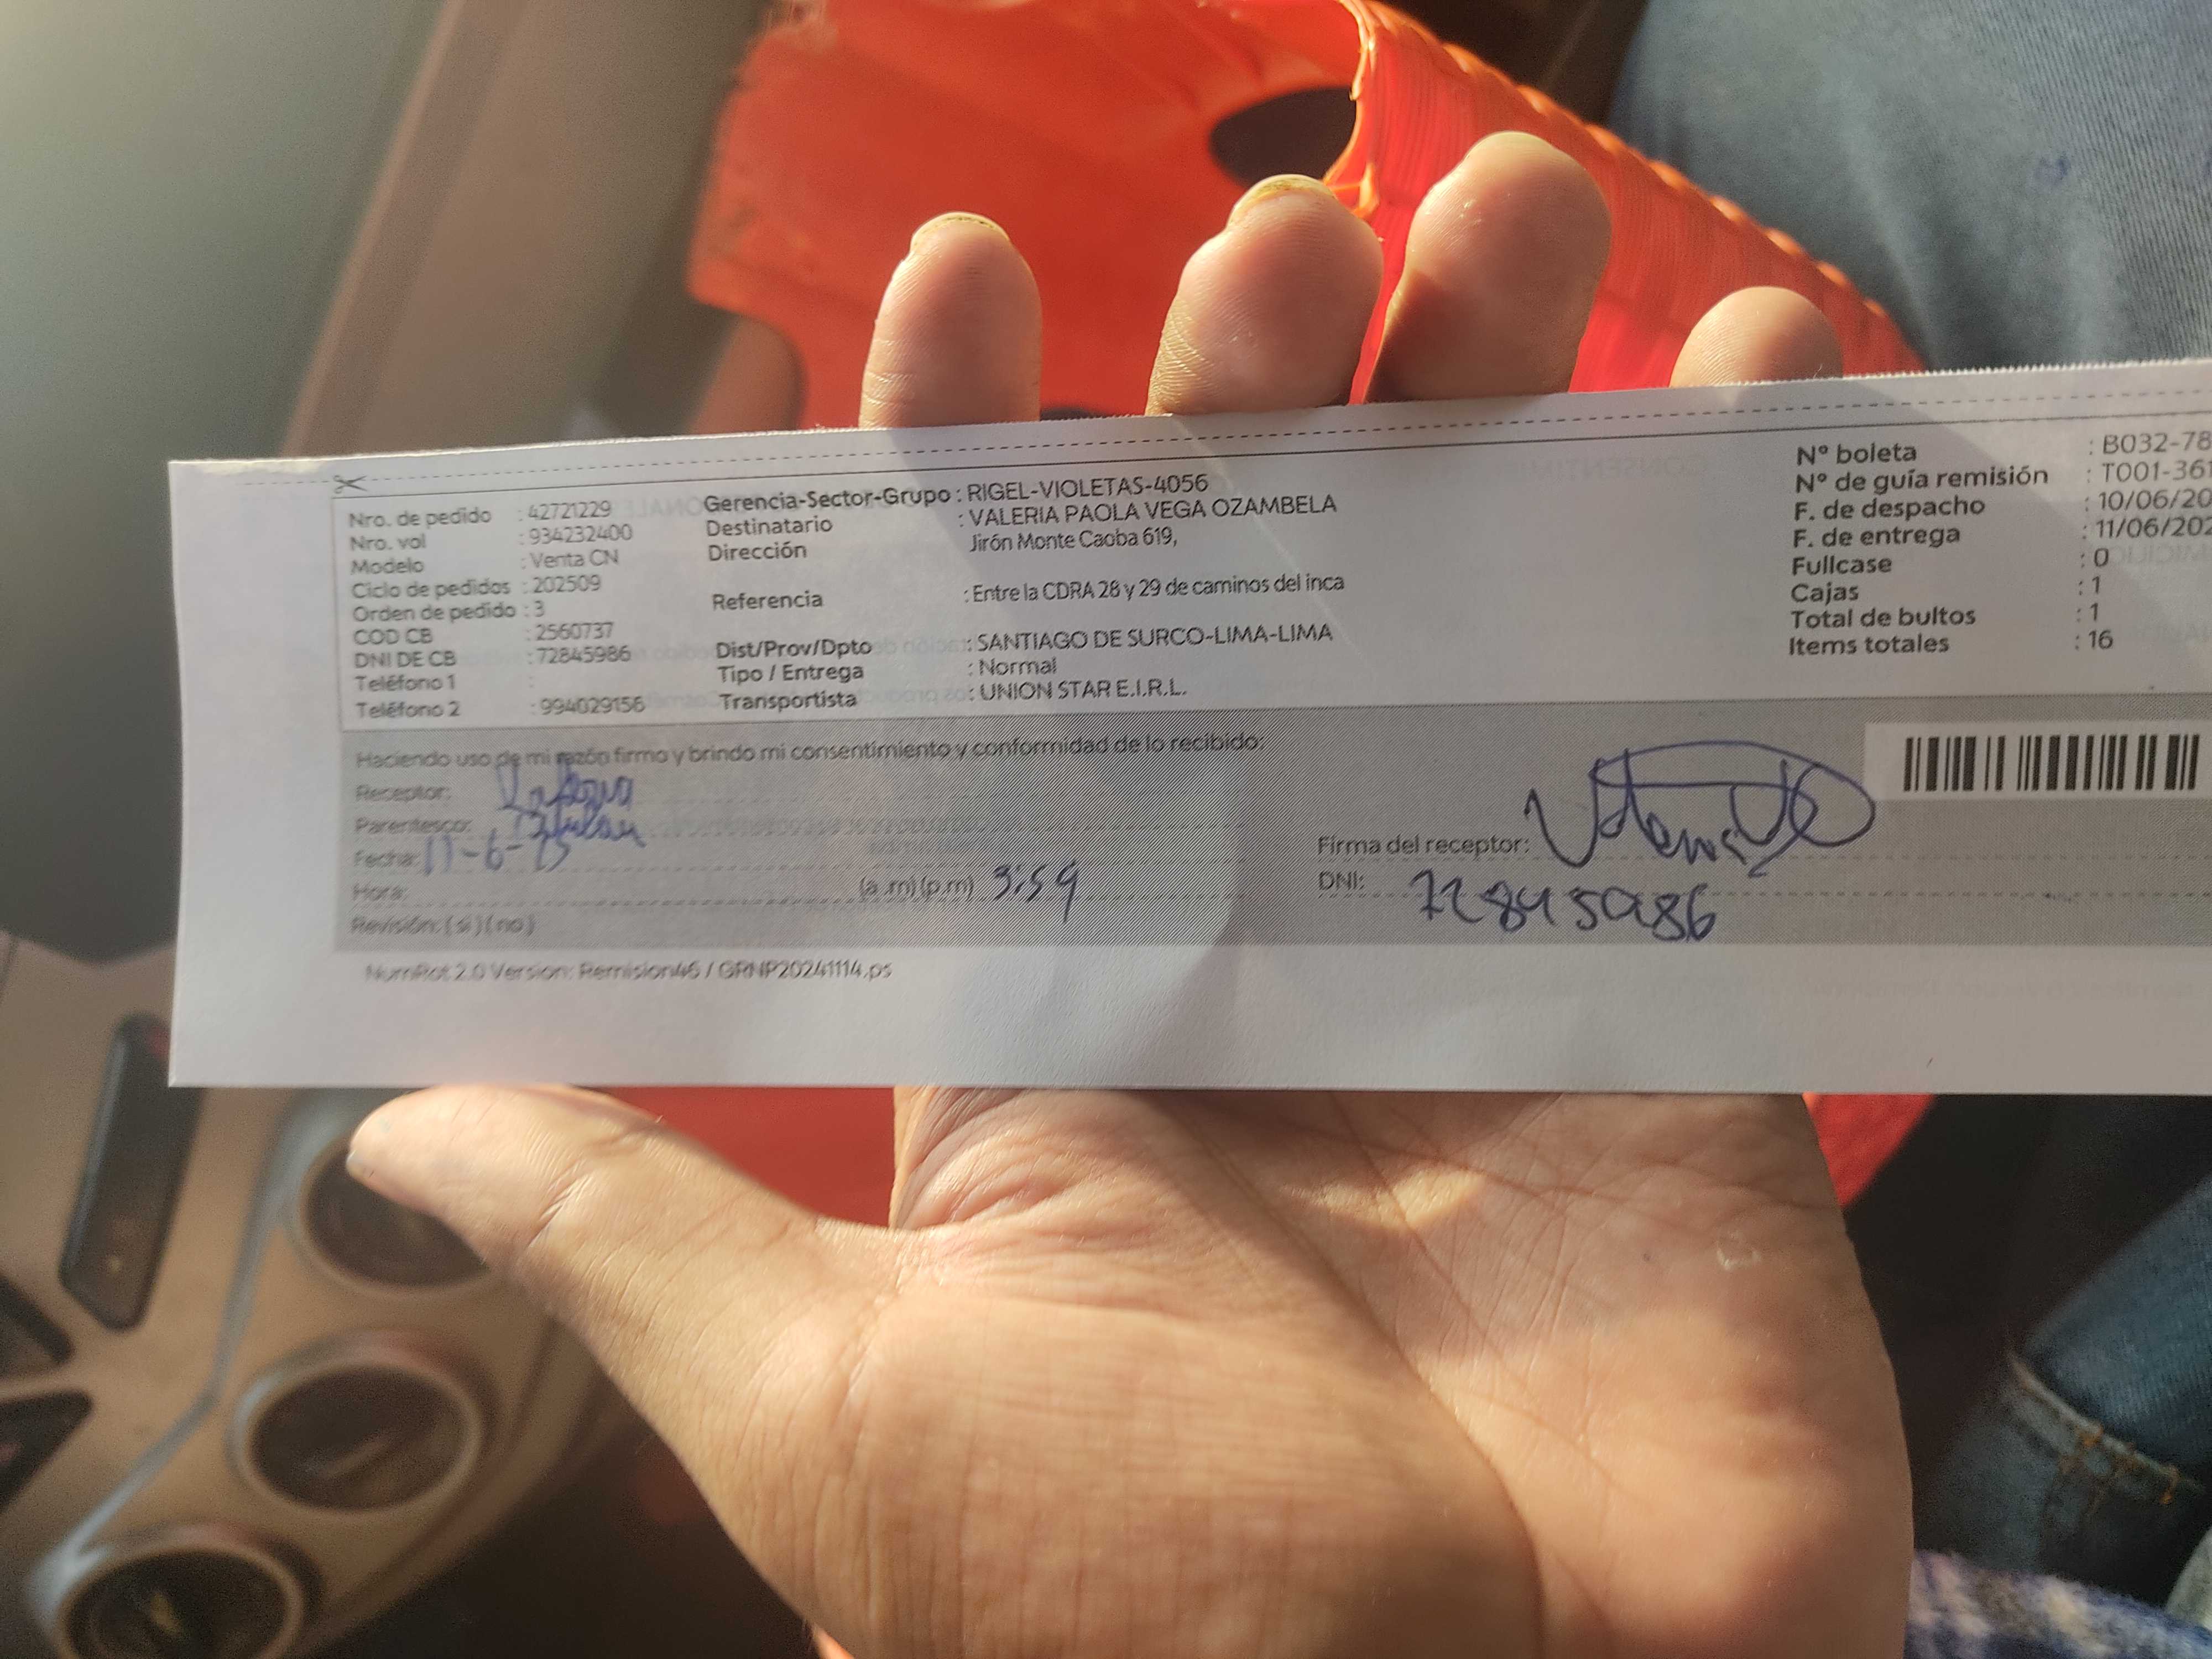 Nro. de pedido : 42721229
Nro. vol : 934232400
Modelo : Venta CN
Ciclo de pedidos : 202509
Orden de pedido : 3
COD CB : 2560737
DNI DE CB : 72845986
Teléfono 1 :
Teléfono 2 : 994029156
Gerencia-Sector-Grupo : RIGEL-VIOLETAS-4056
Destinatario : VALERIA PAOLA VEGA OZAMBELA
Dirección Jirón Monte Caoba 619,
Referencia : Entre la CDRA 28 y 29 de caminos del inca
Dist/Prov/Dpto : SANTIAGO DE SURCO-LIMA-LIMA
Tipo / Entrega : Normal
Transportista : UNION STAR E.I.R.L.
Nº boleta : B032-78
Nº de guía remisión : T001-361
F. de despacho : 10/06/20
F. de entrega : 11/06/202
Fullcase : 0
Cajas : 1
Total de bultos : 1
Items totales : 16
Haciendo uso de mi razón firmo y brindo mi consentimiento y conformidad de lo recibido:
Receptor:
Parentesco:
Fecha: 11-6-25
Hora: (a.m)(p.m) 3:59
Revisión: (si)(no)
Firma del receptor:
DNI: 72845986
NumRot 2.0 Version: Remision46 / GRNP20241114.ps